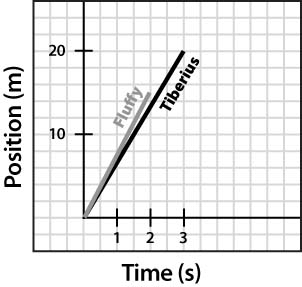 Position (m)
20
10
Fluffy
Tiberius
1 2 3
Time (s)